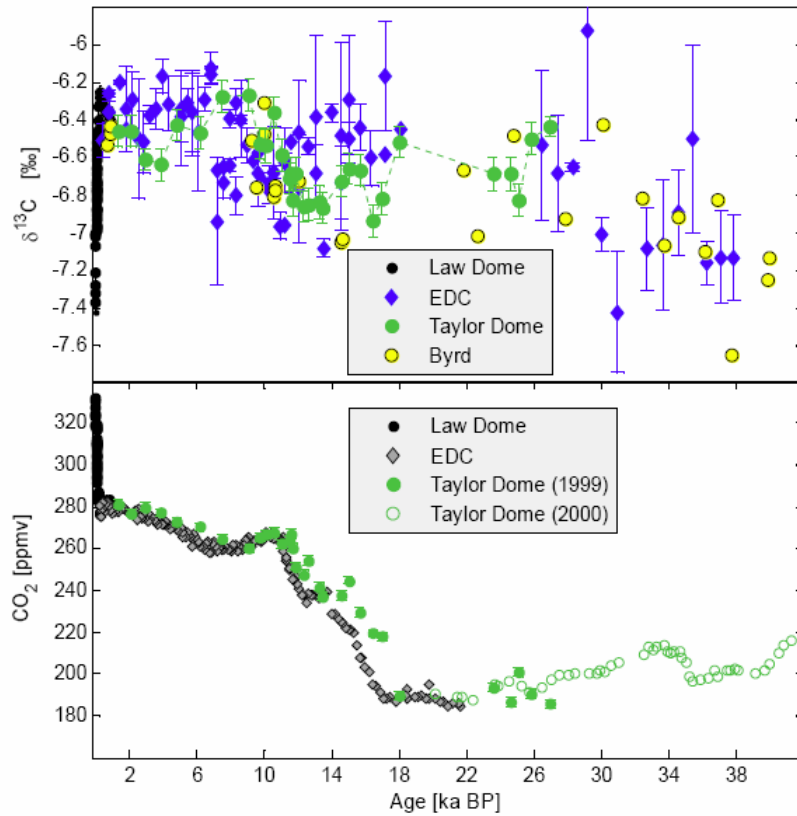 -6
-6.2
-6.4
-6.6
-6.8
-7
-7.2
-7.4
-7.6
δ¹³C [‰]
Law Dome
EDC
Taylor Dome
Byrd
320
300
280
260
240
220
200
180
CO₂ [ppmv]
Law Dome
EDC
Taylor Dome (1999)
Taylor Dome (2000)
2 6 10 14 18 22 26 30 34 38
Age [ka BP]